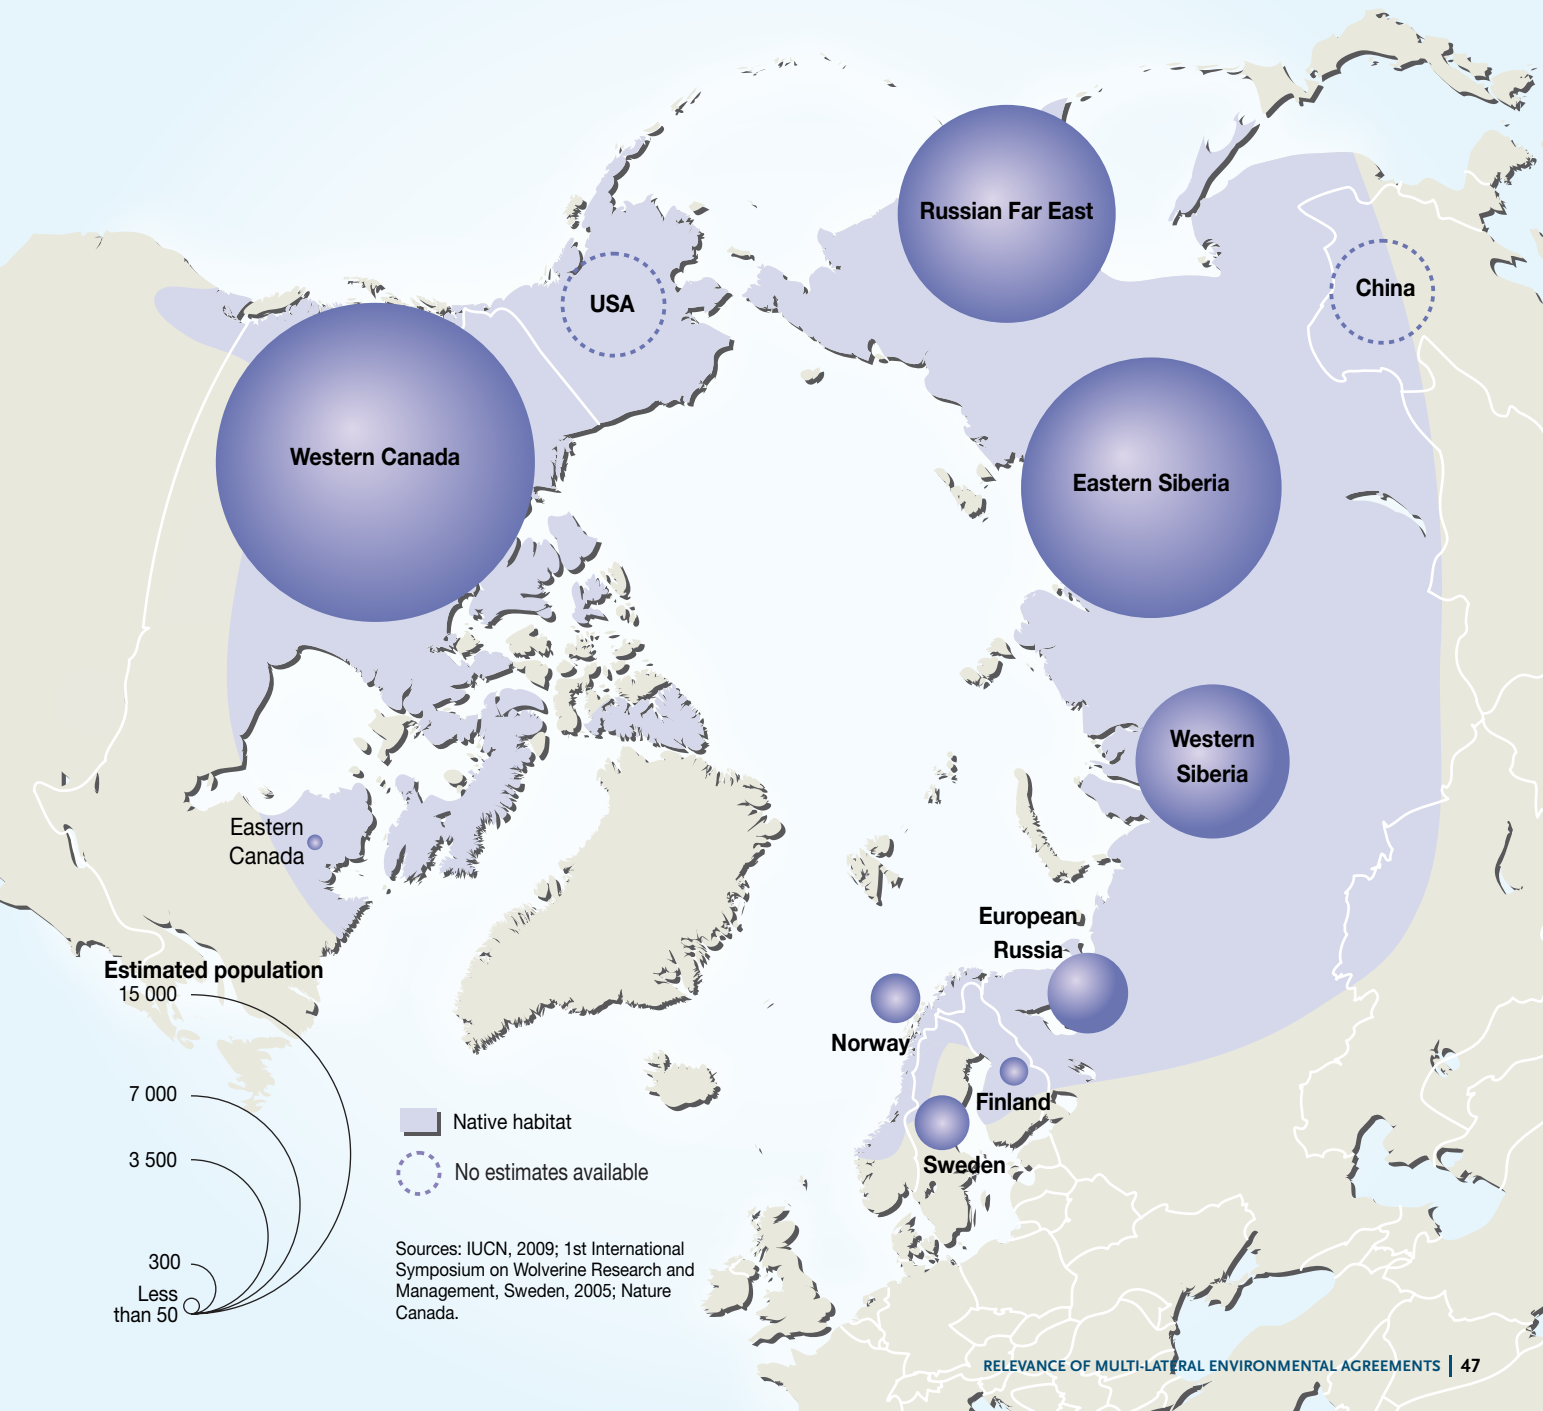 Russian Far East
USA
China
Western Canada
Eastern Siberia
Western
Siberia
Eastern
Canada
European
Russia
Norway
Finland
Sweden
Estimated population
15 000
7 000
3 500
300
Less
than 50
Native habitat
No estimates available
Sources: IUCN, 2009; 1st International
Symposium on Wolverine Research and
Management, Sweden, 2005; Nature
Canada.
RELEVANCE OF MULTI-LATERAL ENVIRONMENTAL AGREEMENTS | 47